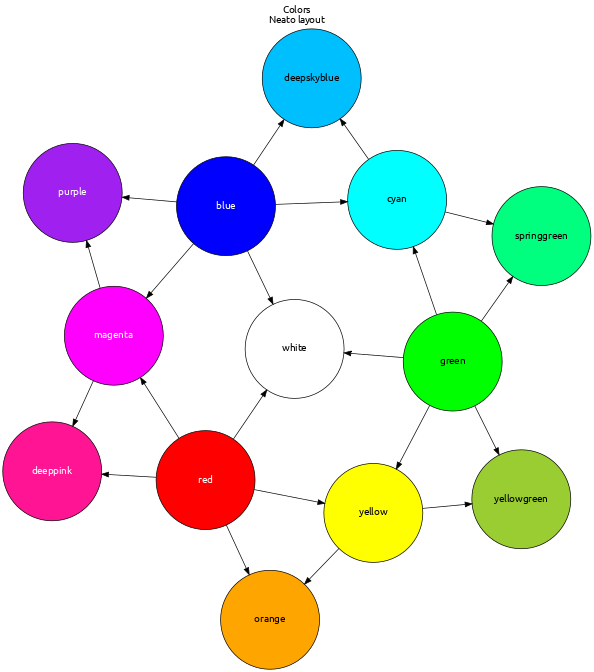 Colors
Neato layout
deepskyblue
purple
blue
cyan
springgreen
magenta
white
green
deeppink
red
yellow
yellowgreen
orange